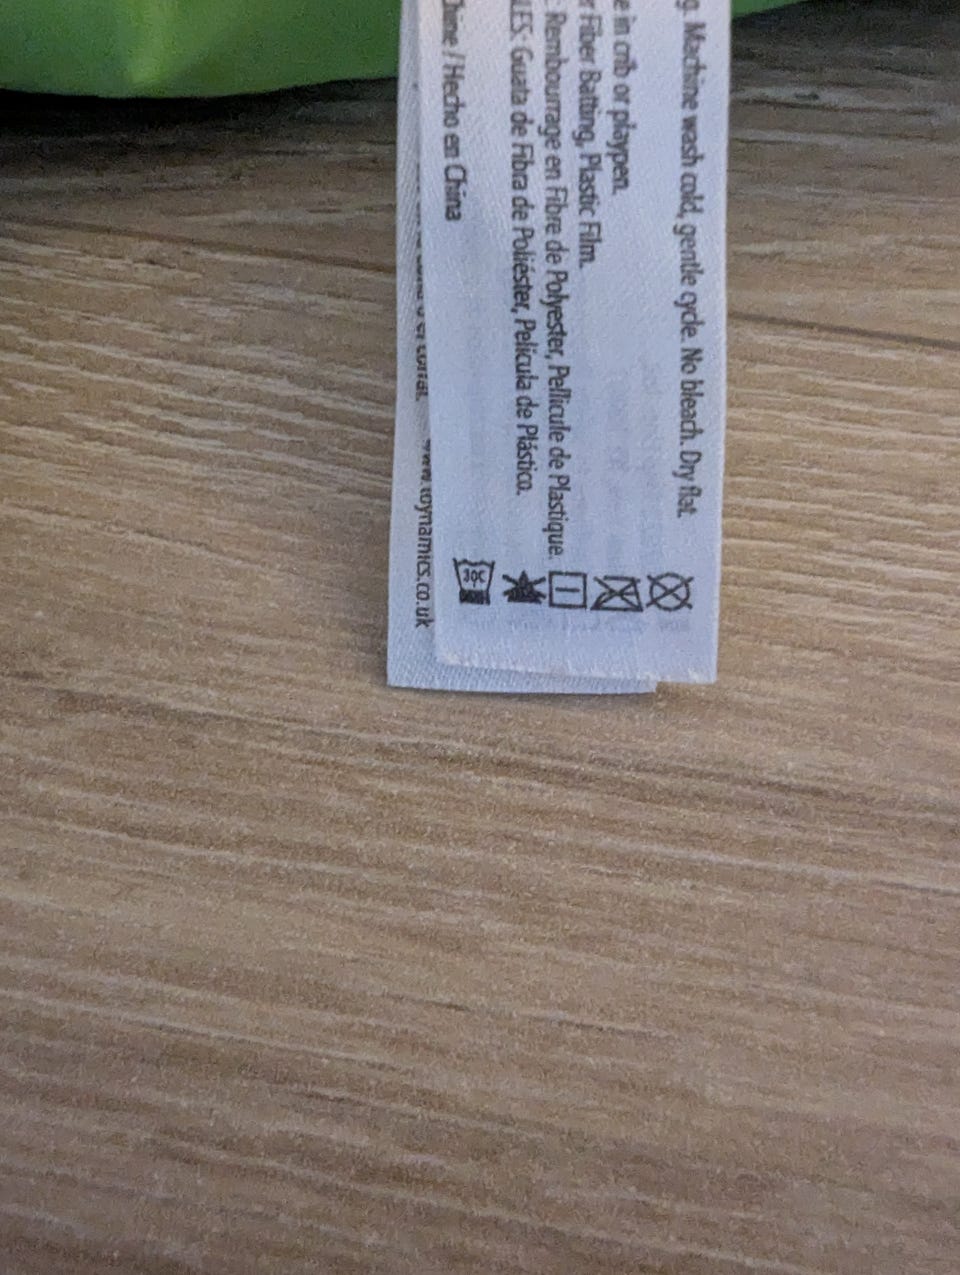 g. Machine wash cold, gentle cycle. No bleach. Dry flat.
e in crib or playpen.
r Fiber Batting, Plastic Film.
: Rembourrage en Fibre de Polyester, Pellicule de Plastique.
LES: Guata de Fibra de Poliéster, Película de Plástico.
Chine / Hecho en China
30C
www.toynamics.co.uk
corral.